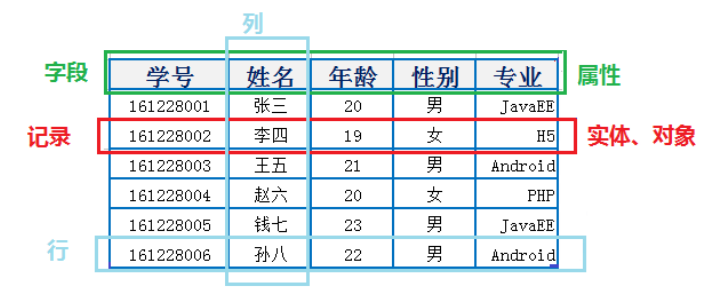 列
字段 学号 姓名 年龄 性别 专业 属性
161228001 张三 20 男 JavaEE
记录 161228002 李四 19 女 H5 实体、对象
161228003 王五 21 男 Android
161228004 赵六 20 女 PHP
161228005 钱七 23 男 JavaEE
行 161228006 孙八 22 男 Android